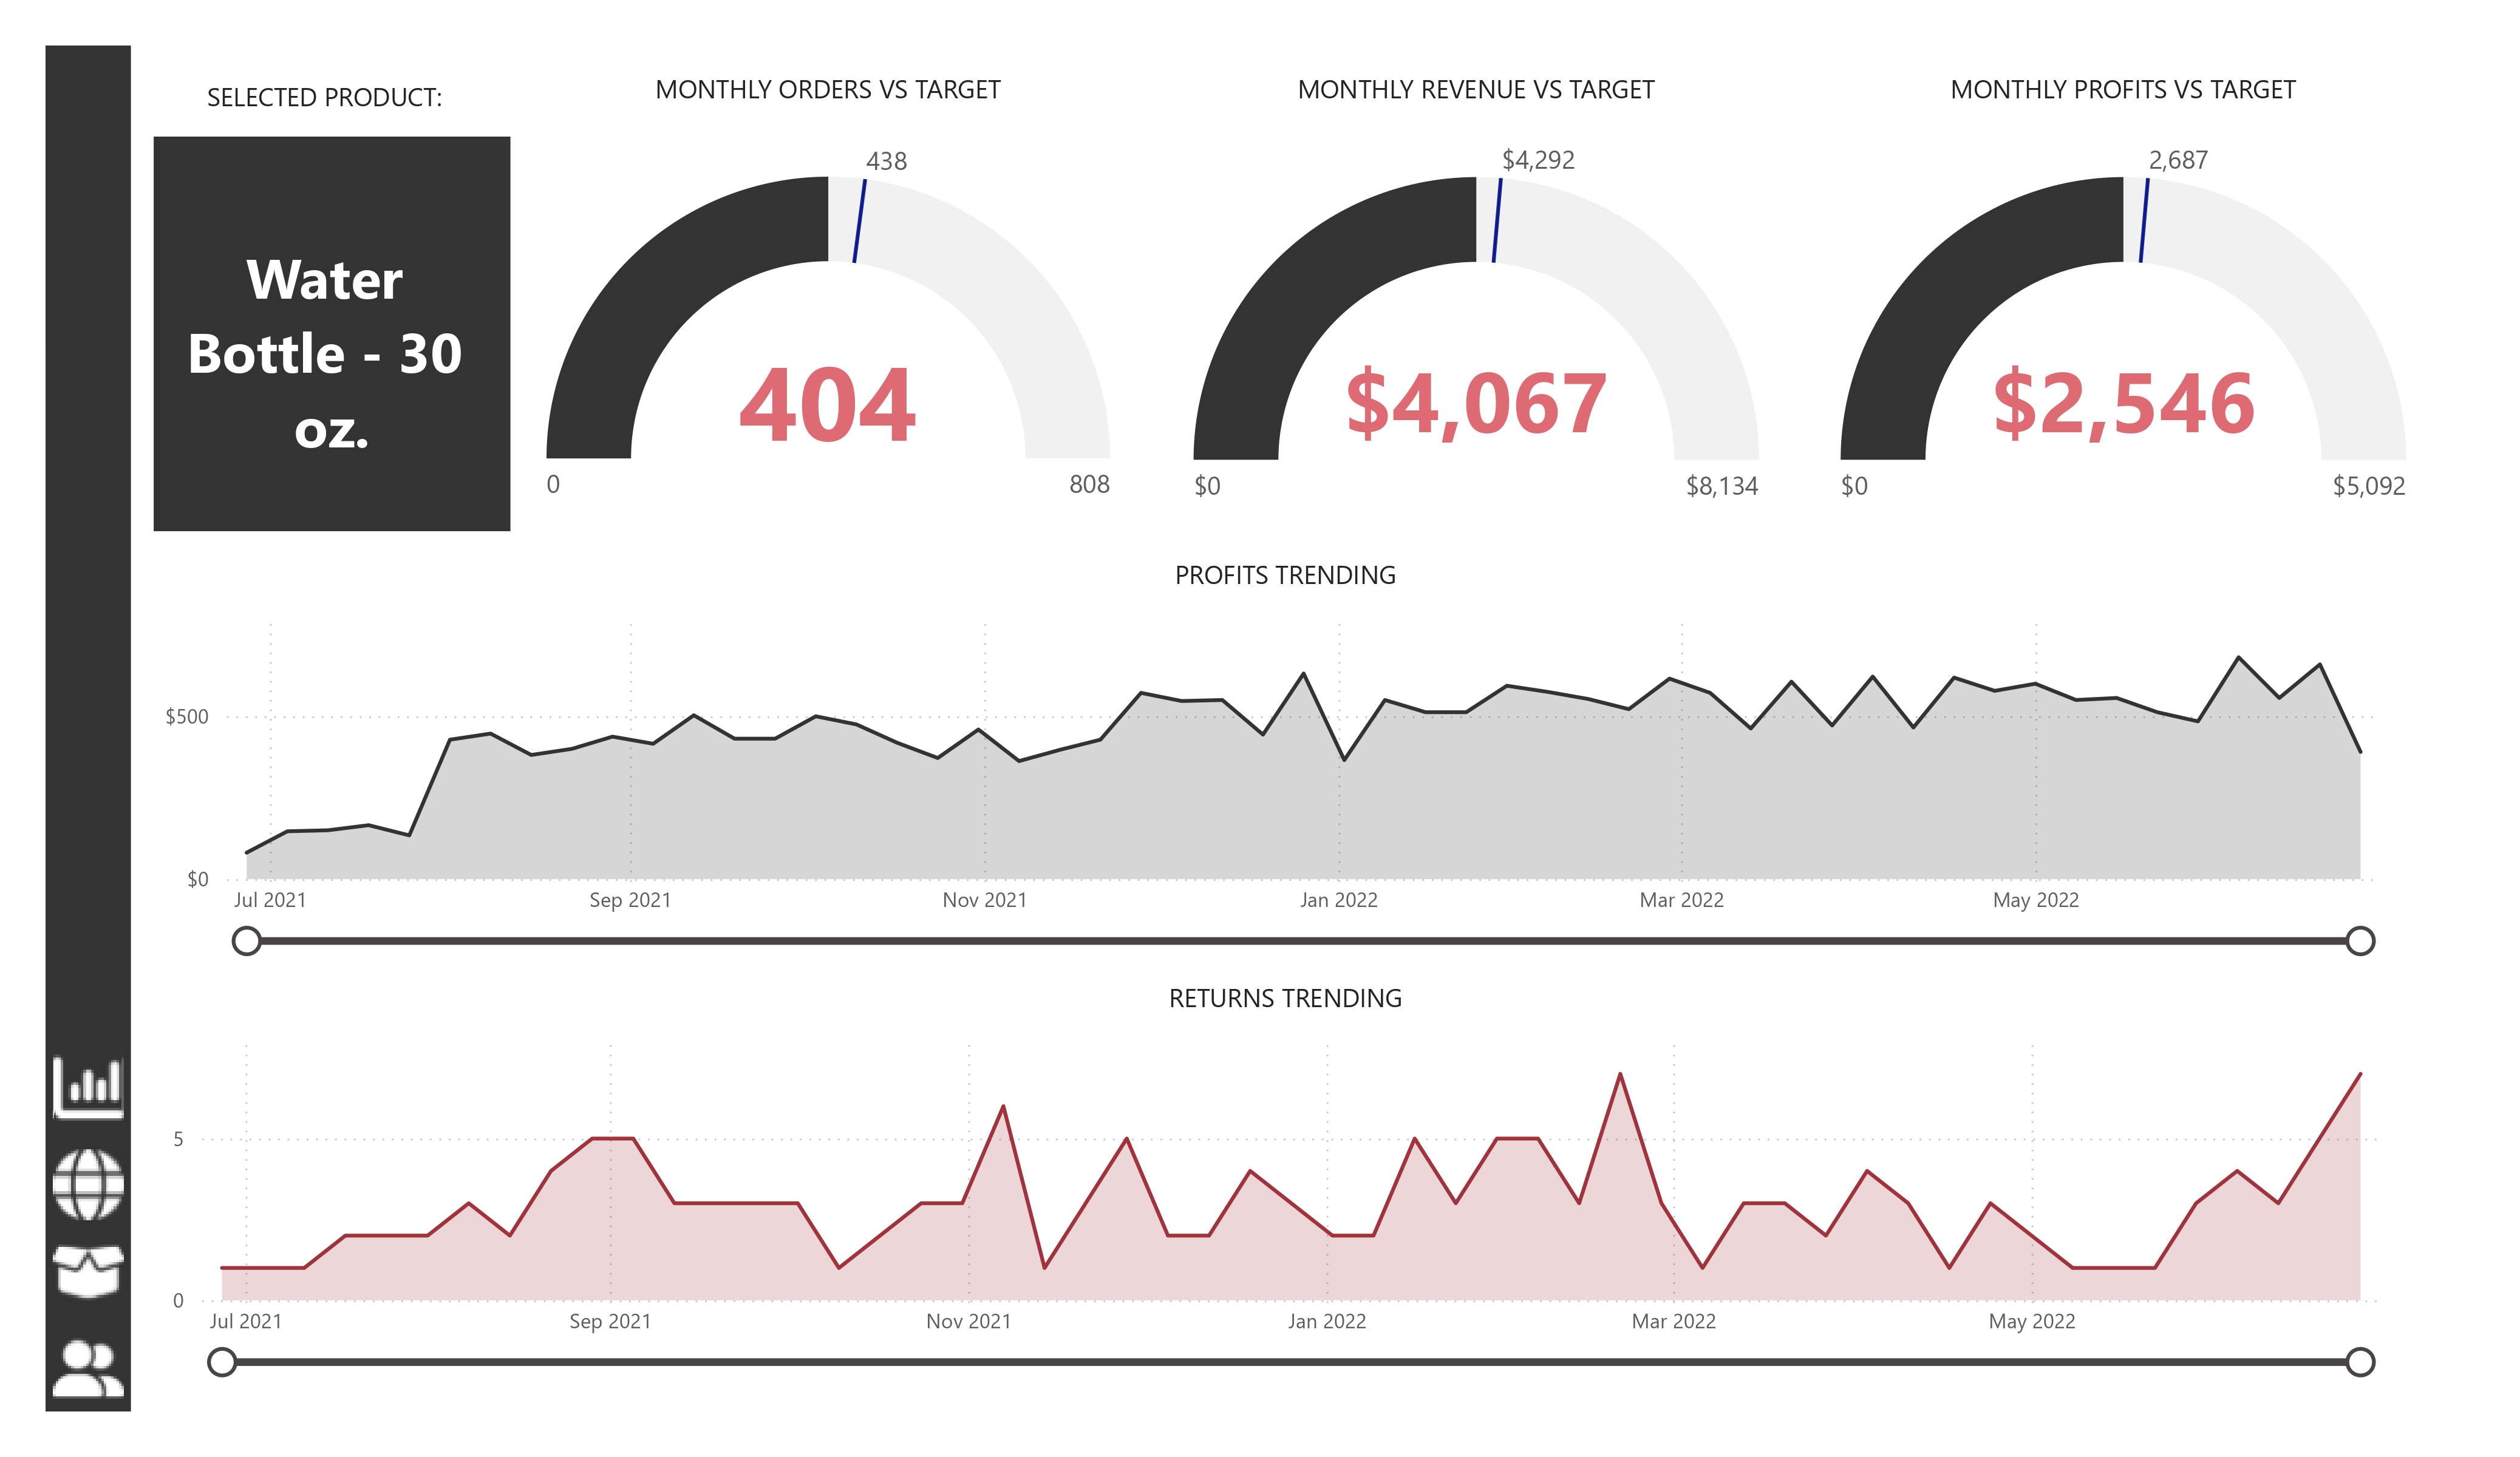 SELECTED PRODUCT:
Water
Bottle - 30
oz.
MONTHLY ORDERS VS TARGET
438
404
0
808
MONTHLY REVENUE VS TARGET
$4,292
$4,067
$0
$8,134
MONTHLY PROFITS VS TARGET
2,687
$2,546
$0
$5,092
PROFITS TRENDING
$500
$0
Jul 2021
Sep 2021
Nov 2021
Jan 2022
Mar 2022
May 2022
RETURNS TRENDING
5
0
Jul 2021
Sep 2021
Nov 2021
Jan 2022
Mar 2022
May 2022